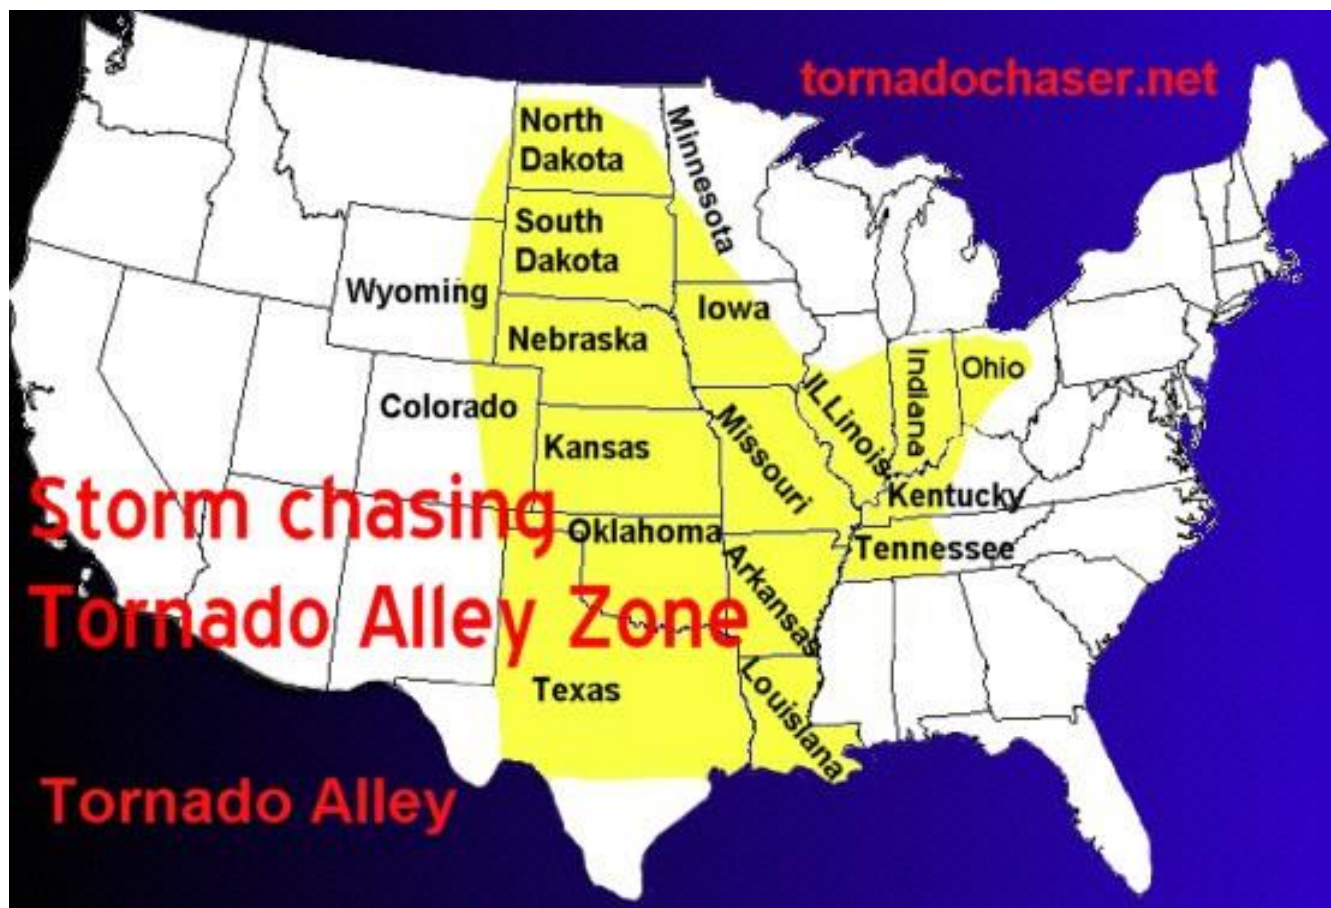 tornadochaser.net
North
Dakota
Minnesota
South
Dakota
Wyoming
Iowa
Nebraska
Ohio
Indiana
ILLinois
Colorado
Missouri
Kansas
Kentucky
Storm chasing
Oklahoma
Tennessee
Arkansas
Tornado Alley Zone
Texas
Louisiana
Tornado Alley